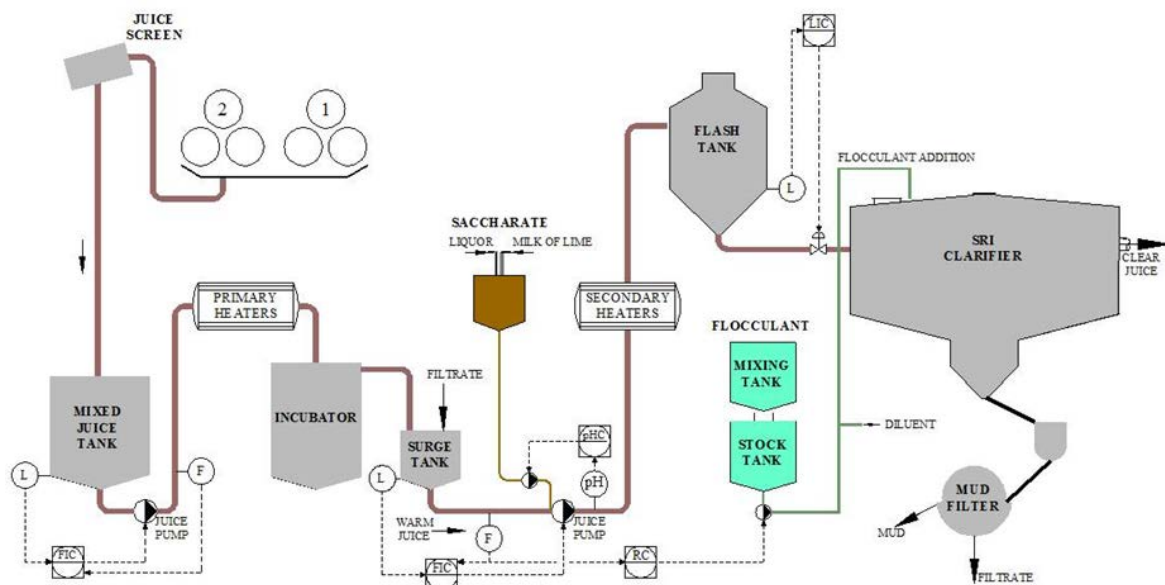 JUICE
SCREEN
2
1
LIC
FLASH
TANK
L
FLOCCULANT ADDITION
SACCHARATE
LIQUOR
MILK OF LIME
SRI
CLARIFIER
CLEAR
JUICE
PRIMARY
HEATERS
SECONDARY
HEATERS
FLOCCULANT
MIXING
TANK
FILTRATE
MIXED
JUICE
TANK
INCUBATOR
SURGE
TANK
pHC
STOCK
TANK
DILUENT
L
F
L
pH
MUD
FILTER
JUICE
PUMP
WARM
JUICE
F
JUICE
PUMP
MUD
FIC
FIC
RC
FILTRATE